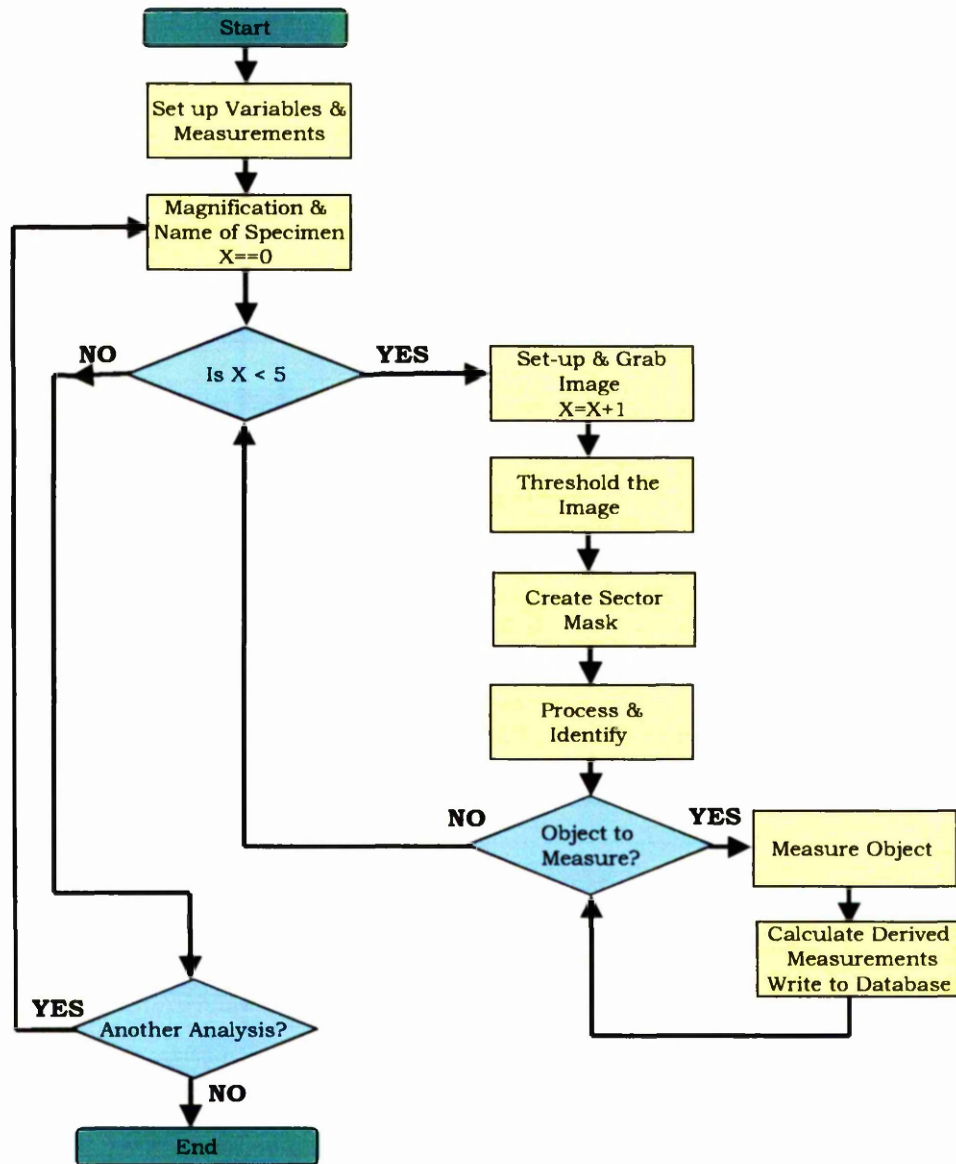 Start
Set up Variables &
Measurements
Magnification &
Name of Specimen
X==0
NO
YES
Is X < 5
Set-up & Grab
Image
X=X+1
Threshold the
Image
Create Sector
Mask
Process &
Identify
NO
YES
Object to
Measure?
Measure Object
Calculate Derived
Measurements
Write to Database
YES
Another Analysis?
NO
End